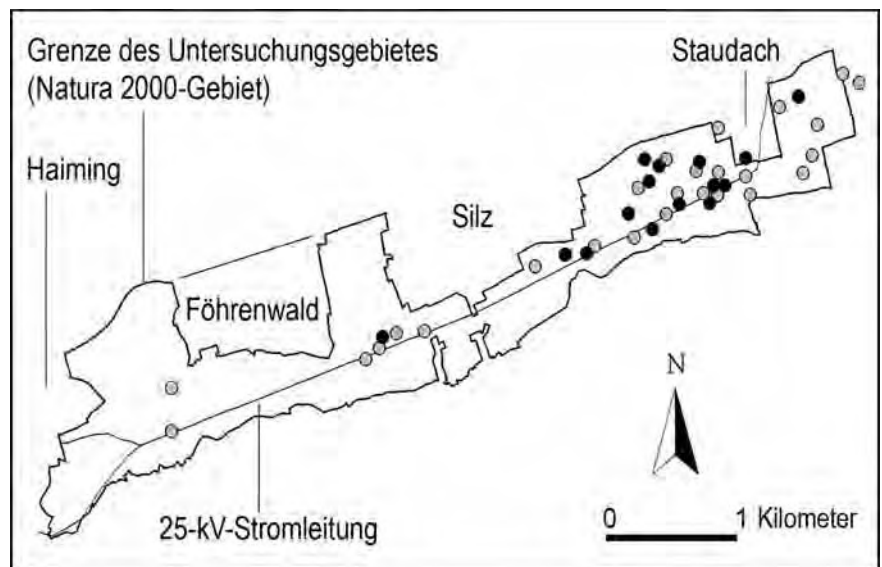 Grenze des Untersuchungsgebietes
(Natura 2000-Gebiet)
Staudach
Haiming
Silz
Föhrenwald
N
25-kV-Stromleitung
0 1 Kilometer